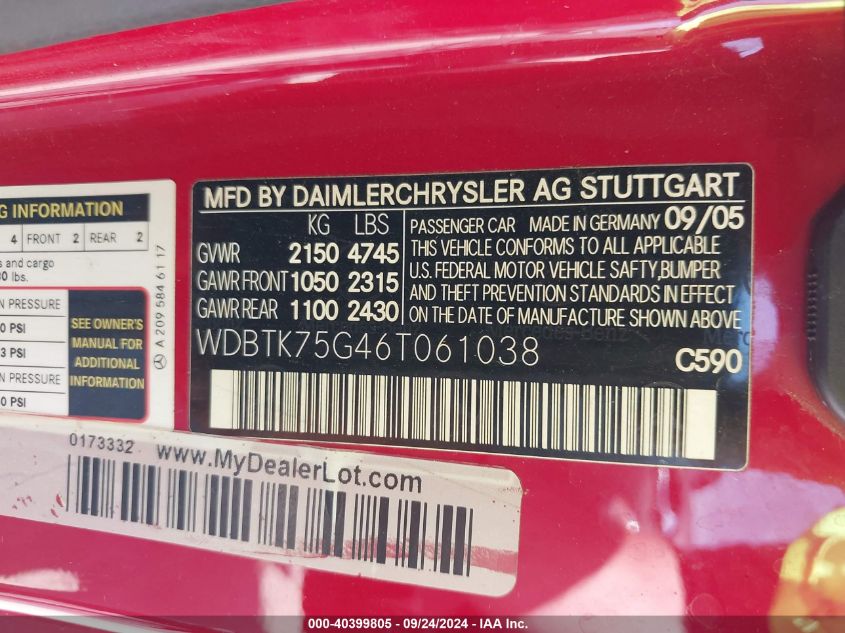 G INFORMATION
4 FRONT 2 REAR 2
s and cargo
0 lbs.
N PRESSURE
0 PSI
3 PSI
N PRESSURE
0 PSI
SEE OWNER'S
MANUAL FOR
ADDITIONAL
INFORMATION
A 209 584 61 17
MFD BY DAIMLERCHRYSLER AG STUTTGART
KG LBS
GVWR 2150 4745
GAWR FRONT 1050 2315
GAWR REAR 1100 2430
PASSENGER CAR MADE IN GERMANY 09/05
THIS VEHICLE CONFORMS TO ALL APPLICABLE
U.S. FEDERAL MOTOR VEHICLE SAFTY,BUMPER
AND THEFT PREVENTION STANDARDS IN EFFECT
ON THE DATE OF MANUFACTURE SHOWN ABOVE
WDBTK75G46T061038
C590
0173332
www.MyDealerLot.com
000-40399805 - 09/24/2024 - IAA Inc.